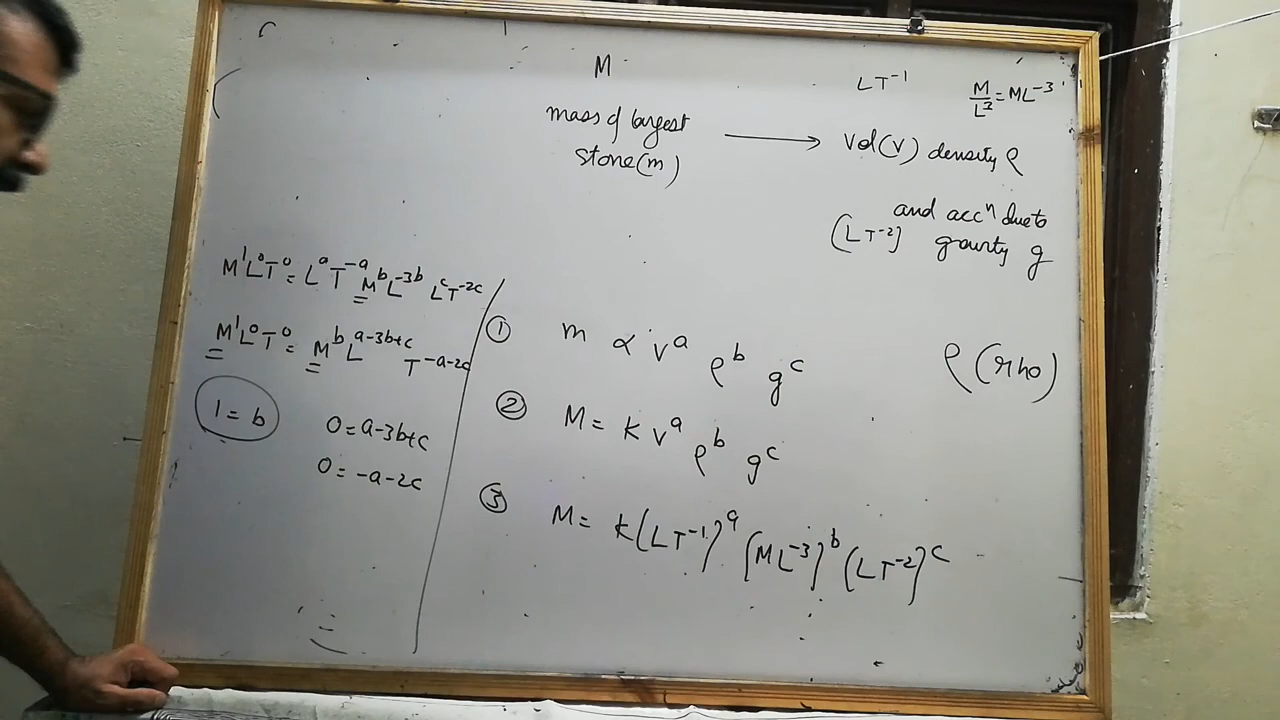 M
LT⁻¹
M/L³ = ML⁻³
mass of largest stone(m) ⟶ Vel(v) density ρ
and accⁿ due to
(LT⁻²) gravity g
M¹L⁰T⁰ = LᵃT⁻ᵃ MᵇL⁻³ᵇ LᶜT⁻²ᶜ
M¹L⁰T⁰ = MᵇLᵃ⁻³ᵇ⁺ᶜ T⁻ᵃ⁻²ᶜ
1 = b
0 = a-3b+c
0 = -a-2c
① m ∝ vᵃ ρᵇ gᶜ
ρ (rho)
② M = K vᵃ ρᵇ gᶜ
③ M = K(LT⁻¹)ᵃ (ML⁻³)ᵇ (LT⁻²)ᶜ